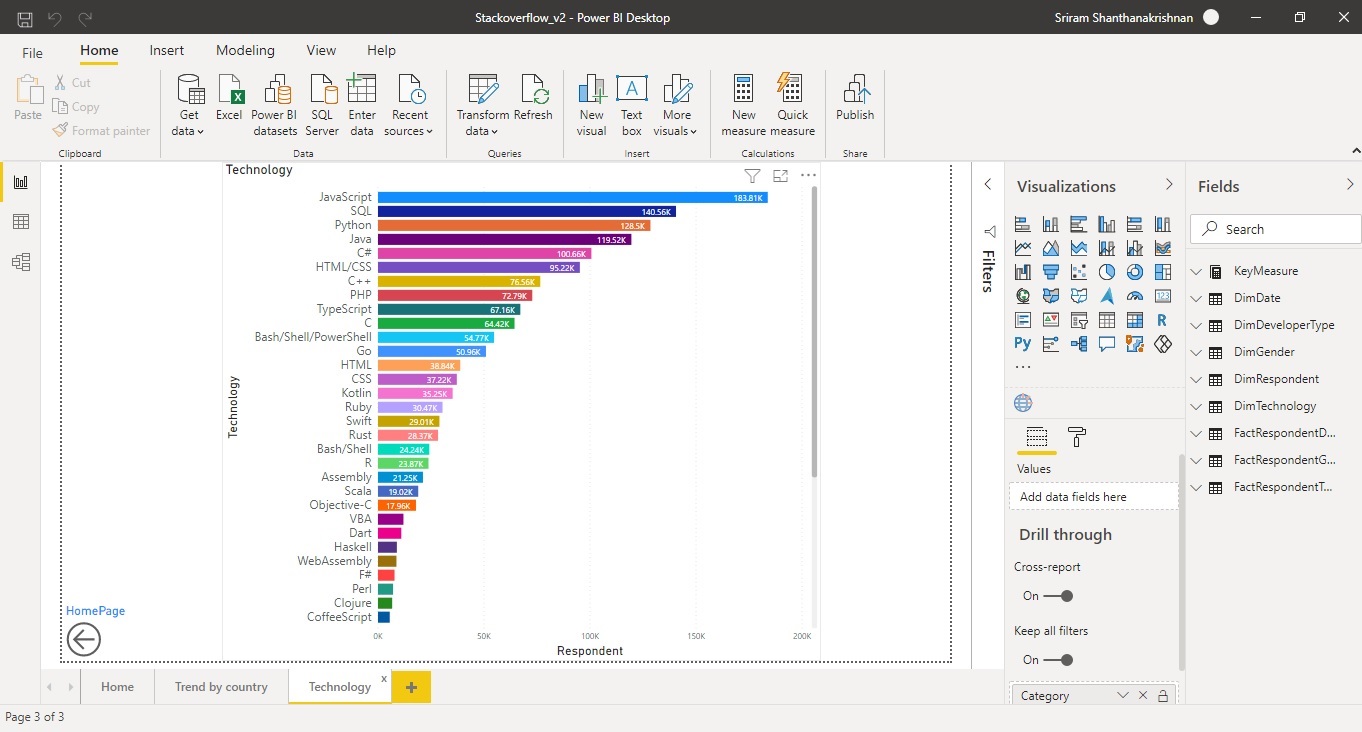 Stackoverflow_v2 - Power BI Desktop
Sriram Shanthanakrishnan
File Home Insert Modeling View Help
Paste
Cut
Copy
Format painter
Clipboard
Get data
Excel
Power BI datasets
SQL Server
Enter data
Recent sources
Data
Transform data
Refresh
Queries
New visual
Text box
More visuals
Insert
New measure
Quick measure
Calculations
Publish
Share
Technology
Technology
JavaScript 183.81K
SQL 140.56K
Python 128.5K
Java 119.52K
C# 100.66K
HTML/CSS 95.22K
C++ 76.56K
PHP 72.79K
TypeScript 67.16K
C 64.42K
Bash/Shell/PowerShell 54.77K
Go 50.96K
HTML 38.84K
CSS 37.22K
Kotlin 35.25K
Ruby 30.47K
Swift 29.01K
Rust 28.37K
Bash/Shell 24.24K
R 23.87K
Assembly 21.25K
Scala 19.02K
Objective-C 17.96K
VBA
Dart
Haskell
WebAssembly
F#
Perl
Clojure
CoffeeScript
0K 50K 100K 150K 200K
Respondent
HomePage
Filters
Visualizations
123
R
Py
Values
Add data fields here
Drill through
Cross-report
On
Keep all filters
On
Category
Fields
Search
KeyMeasure
DimDate
DimDeveloperType
DimGender
DimRespondent
DimTechnology
FactRespondentD...
FactRespondentG...
FactRespondentT...
Home Trend by country Technology x +
Page 3 of 3